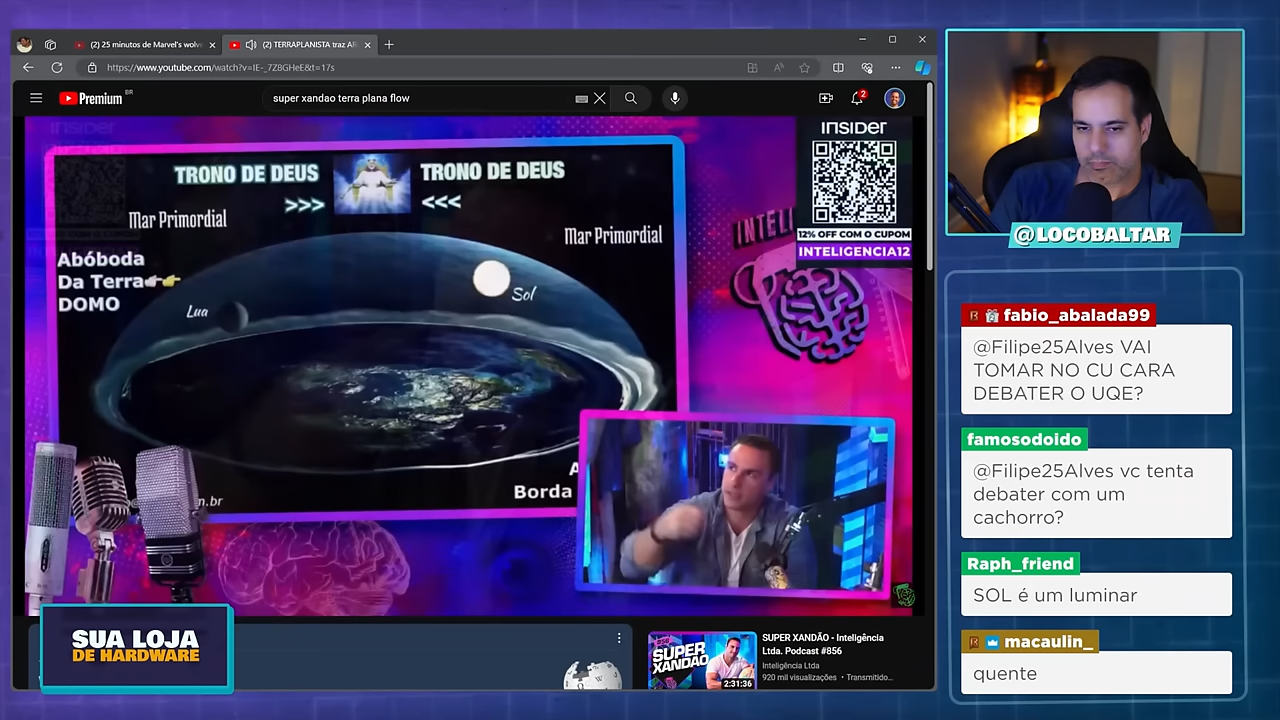 (2) 25 minutos de Marvel's wolve
(2) TERRAPLANISTA traz AR
https://www.youtube.com/watch?v=IE-_7Z8GHeE&t=17s
Premium
BR
super xandao terra plana flow
2
INSIDER
TRONO DE DEUS
>>>
TRONO DE DEUS
<<<
Mar Primordial
Mar Primordial
Abóboda
Da Terra
DOMO
Lua
Sol
Borda
12% OFF COM O CUPOM
INTELIGENCIA12
INTELI
SUA LOJA
DE HARDWARE
SUPER
XANDÃO
2:31:36
SUPER XANDÃO - Inteligência
Ltda. Podcast #856
Inteligência Ltda
920 mil visualizações • Transmitido...
@LOCOBALTAR
fabio_abalada99
@Filipe25Alves VAI
TOMAR NO CU CARA
DEBATER O UQE?
famosodoido
@Filipe25Alves vc tenta
debater com um
cachorro?
Raph_friend
SOL é um luminar
macaulin_
quente